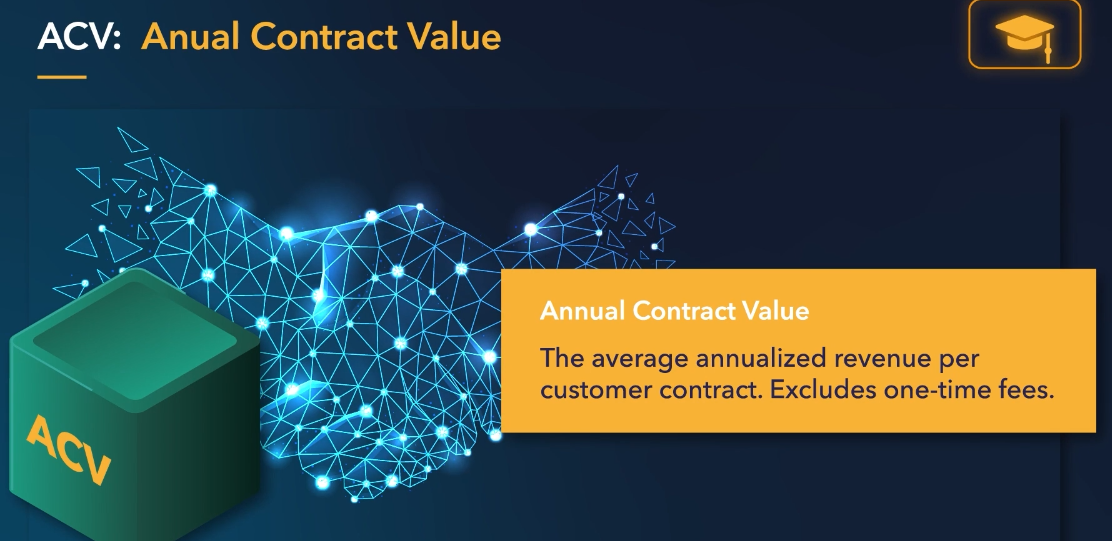 ACV: Anual Contract Value
Annual Contract Value
The average annualized revenue per
customer contract. Excludes one-time fees.
ACV